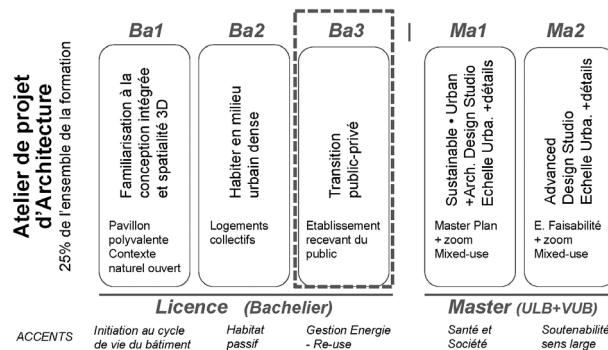 Ba1 Ba2 Ba3 | Ma1 Ma2
Atelier de projet
d'Architecture
25% de l'ensemble de la formation
Familiarisation à la
conception intégrée
et spatialité 3D
Pavillon
polyvalente
Contexte
naturel ouvert
Habiter en milieu
urbain dense
Logements
collectifs
Transition
public-privé
Etablissement
recevant du
public
Sustainable • Urban
+Arch. Design Studio
Echelle Urba. +détails
Master Plan
+ zoom
Mixed-use
Advanced
Design Studio
Echelle Urba. +détails
E. Faisabilité
+ zoom
Mixed-use
Licence (Bachelier)
Master (ULB+VUB)
ACCENTS
Initiation au cycle
de vie du bâtiment
Habitat
passif
Gestion Energie
- Re-use
Santé et
Société
Soutenabilité
sens large